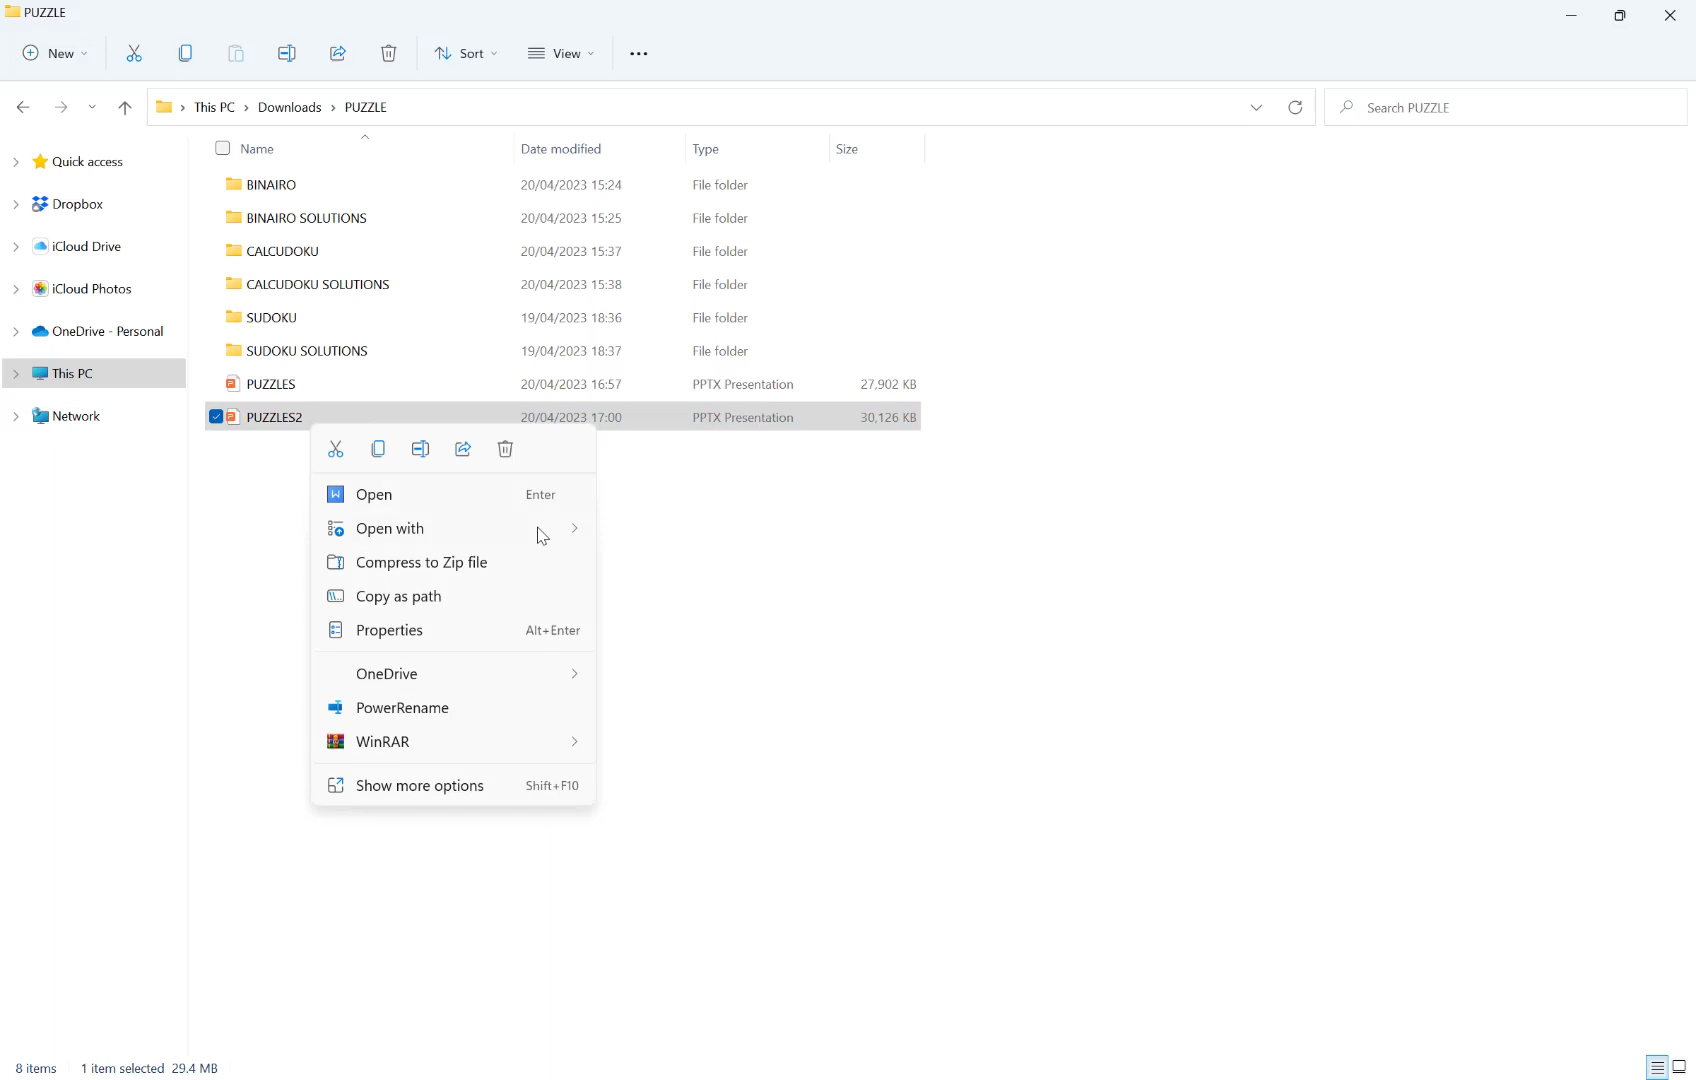 PUZZLE
New
Sort
View
This PC > Downloads > PUZZLE
Search PUZZLE
Quick access
Dropbox
iCloud Drive
iCloud Photos
OneDrive - Personal
This PC
Network
Name Date modified Type Size
BINAIRO 20/04/2023 15:24 File folder
BINAIRO SOLUTIONS 20/04/2023 15:25 File folder
CALCUDOKU 20/04/2023 15:37 File folder
CALCUDOKU SOLUTIONS 20/04/2023 15:38 File folder
SUDOKU 19/04/2023 18:36 File folder
SUDOKU SOLUTIONS 19/04/2023 18:37 File folder
PUZZLES 20/04/2023 16:57 PPTX Presentation 27,902 KB
PUZZLES2 20/04/2023 17:00 PPTX Presentation 30,126 KB
Open Enter
Open with
Compress to Zip file
Copy as path
Properties Alt+Enter
OneDrive
PowerRename
WinRAR
Show more options Shift+F10
8 items 1 item selected 29.4 MB